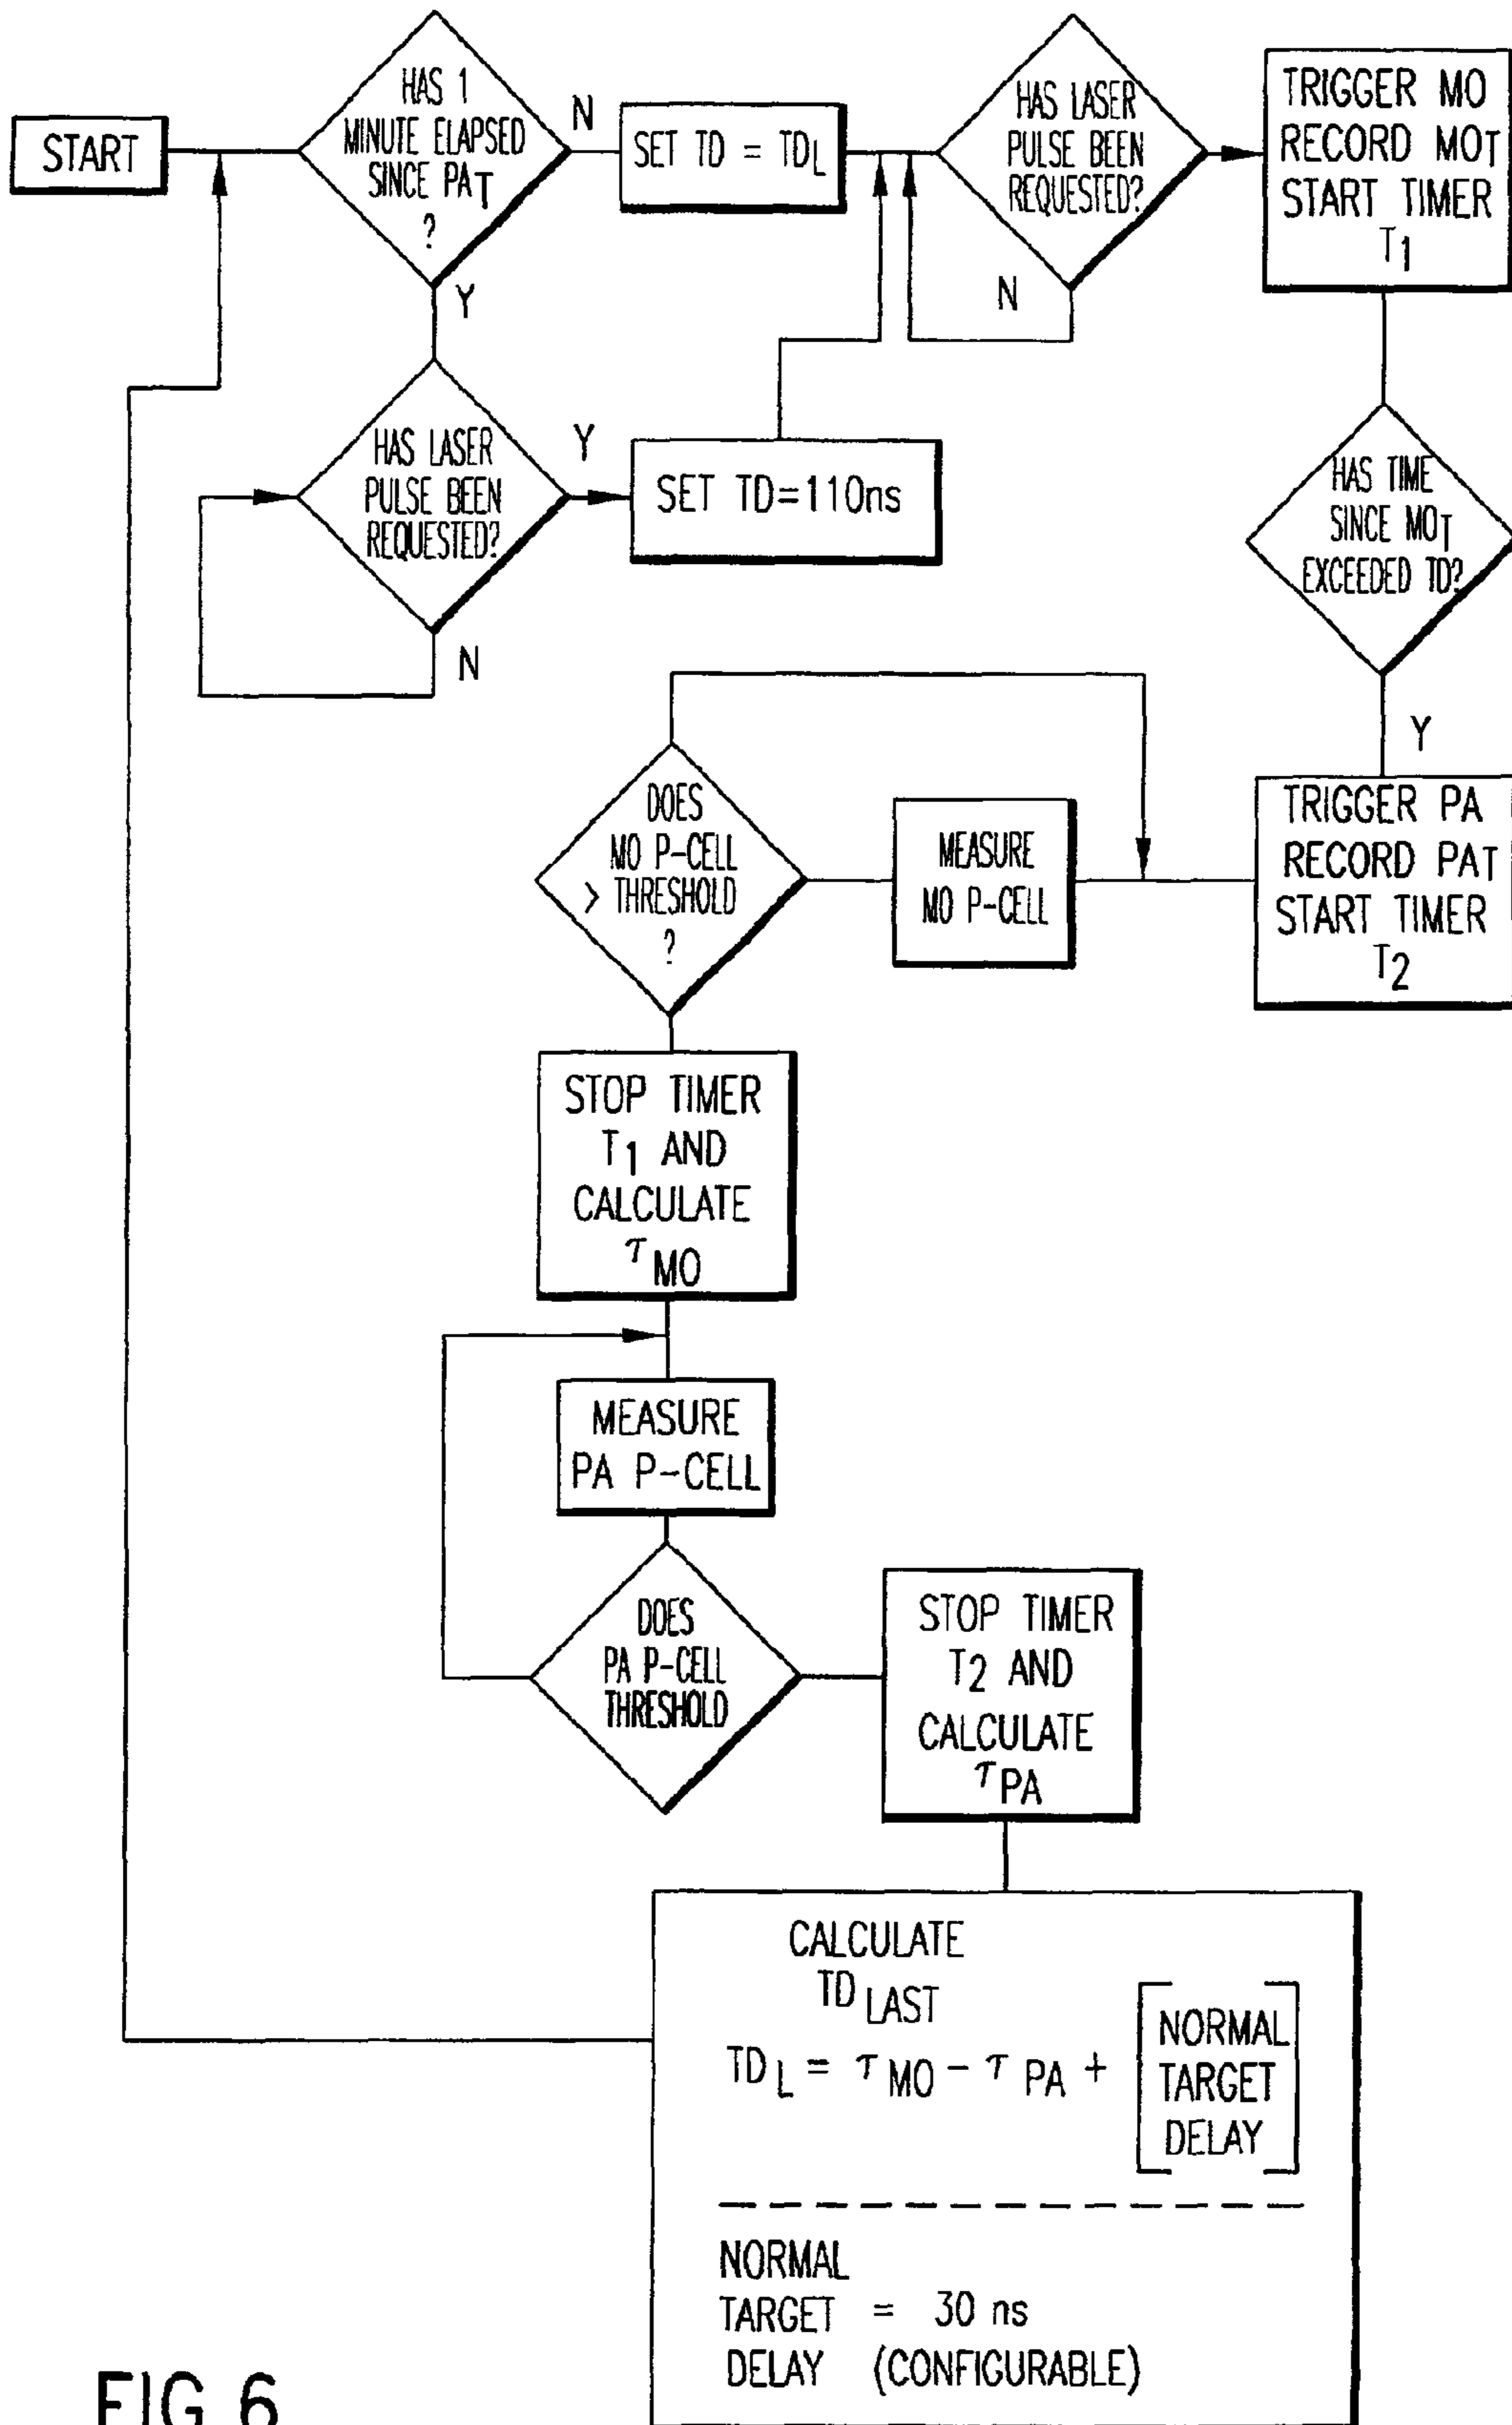 START
HAS 1
MINUTE ELAPSED
SINCE PAT
?
N
SET TD = TDL
HAS LASER
PULSE BEEN
REQUESTED?
N
TRIGGER MO
RECORD MOT
START TIMER
T1
Y
HAS LASER
PULSE BEEN
REQUESTED?
Y
N
SET TD=110ns
HAS TIME
SINCE MOT
EXCEEDED TD?
Y
TRIGGER PA
RECORD PAT
START TIMER
T2
MEASURE
MO P-CELL
DOES
MO P-CELL
> THRESHOLD
?
STOP TIMER
T1 AND
CALCULATE
τMO
MEASURE
PA P-CELL
DOES
PA P-CELL
THRESHOLD
STOP TIMER
T2 AND
CALCULATE
τPA
CALCULATE
TD LAST
TDL = τMO - τPA + [NORMAL
TARGET
DELAY]
NORMAL
TARGET = 30 ns
DELAY (CONFIGURABLE)
FIG 6